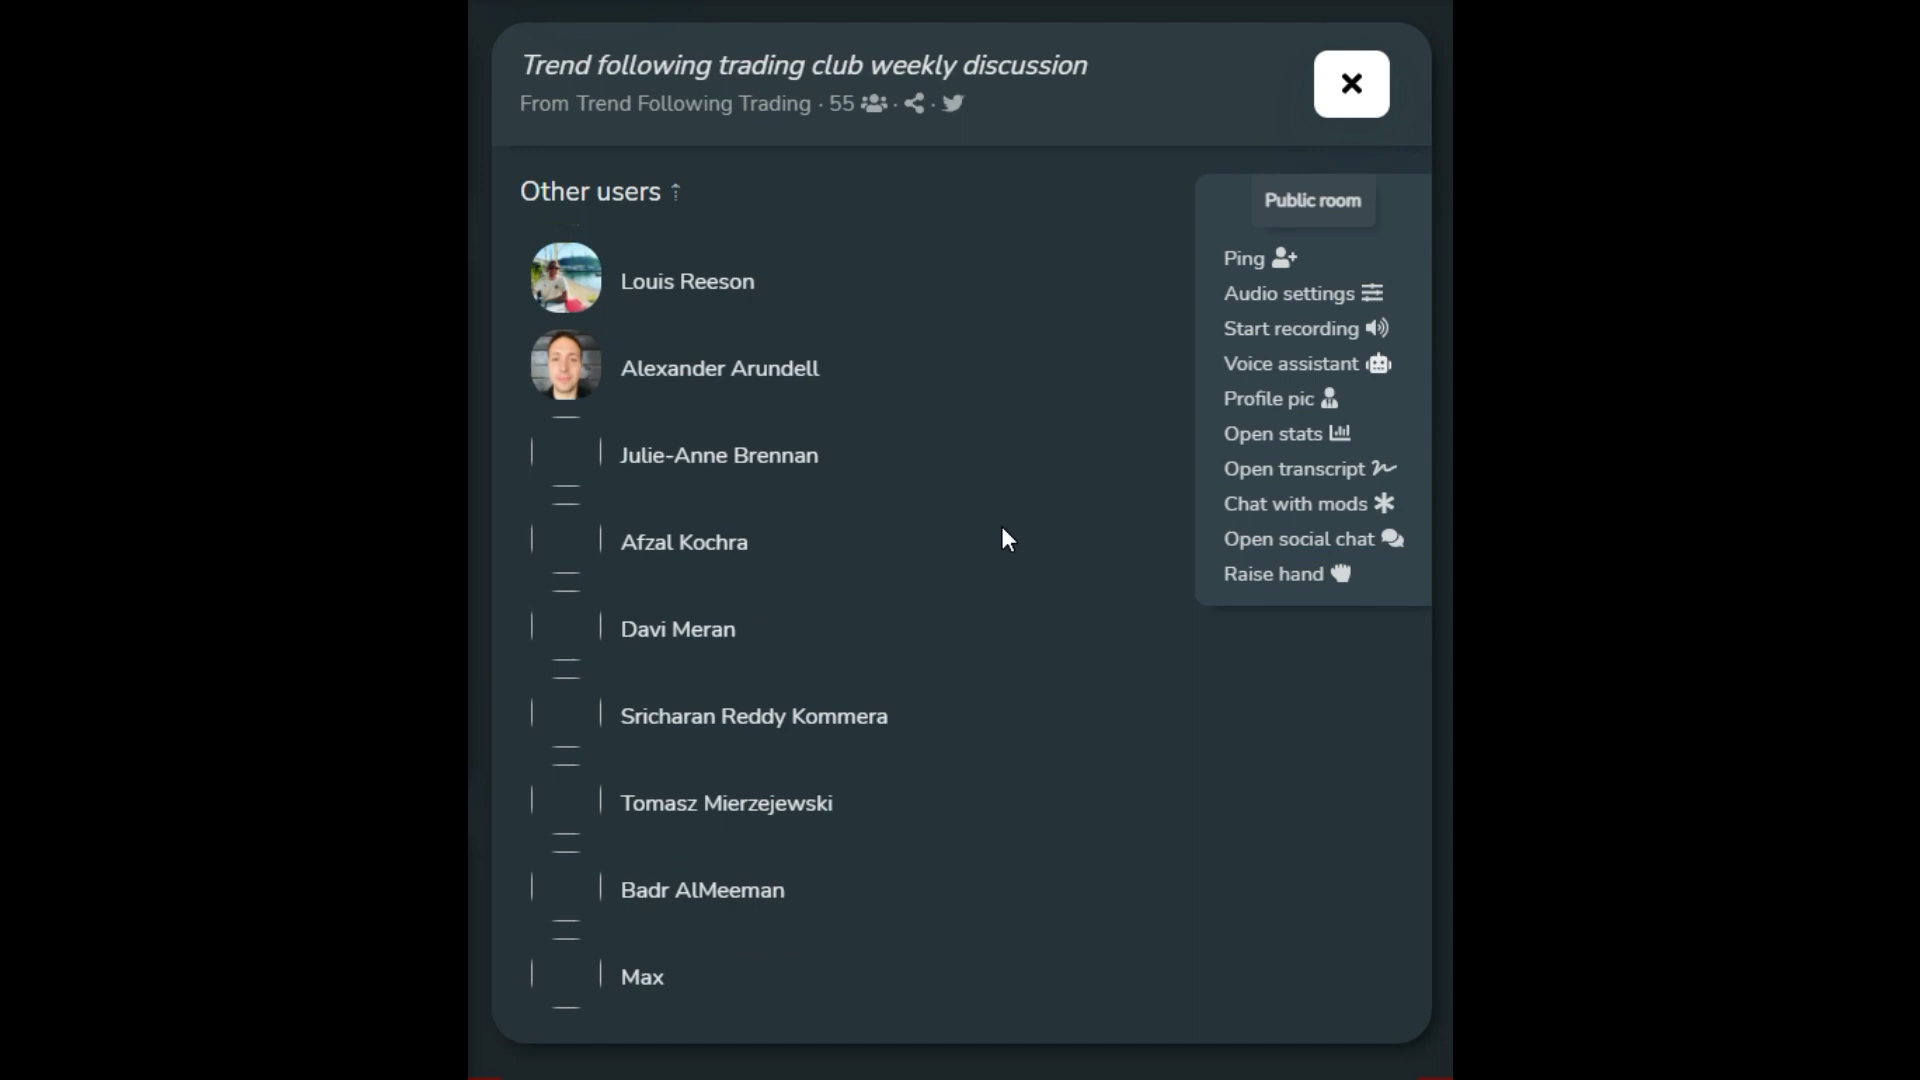 Trend following trading club weekly discussion
From Trend Following Trading · 55 · ·
Other users
Louis Reeson
Alexander Arundell
Julie-Anne Brennan
Afzal Kochra
Davi Meran
Sricharan Reddy Kommera
Tomasz Mierzejewski
Badr AlMeeman
Max
Public room
Ping
Audio settings
Start recording
Voice assistant
Profile pic
Open stats
Open transcript
Chat with mods
Open social chat
Raise hand